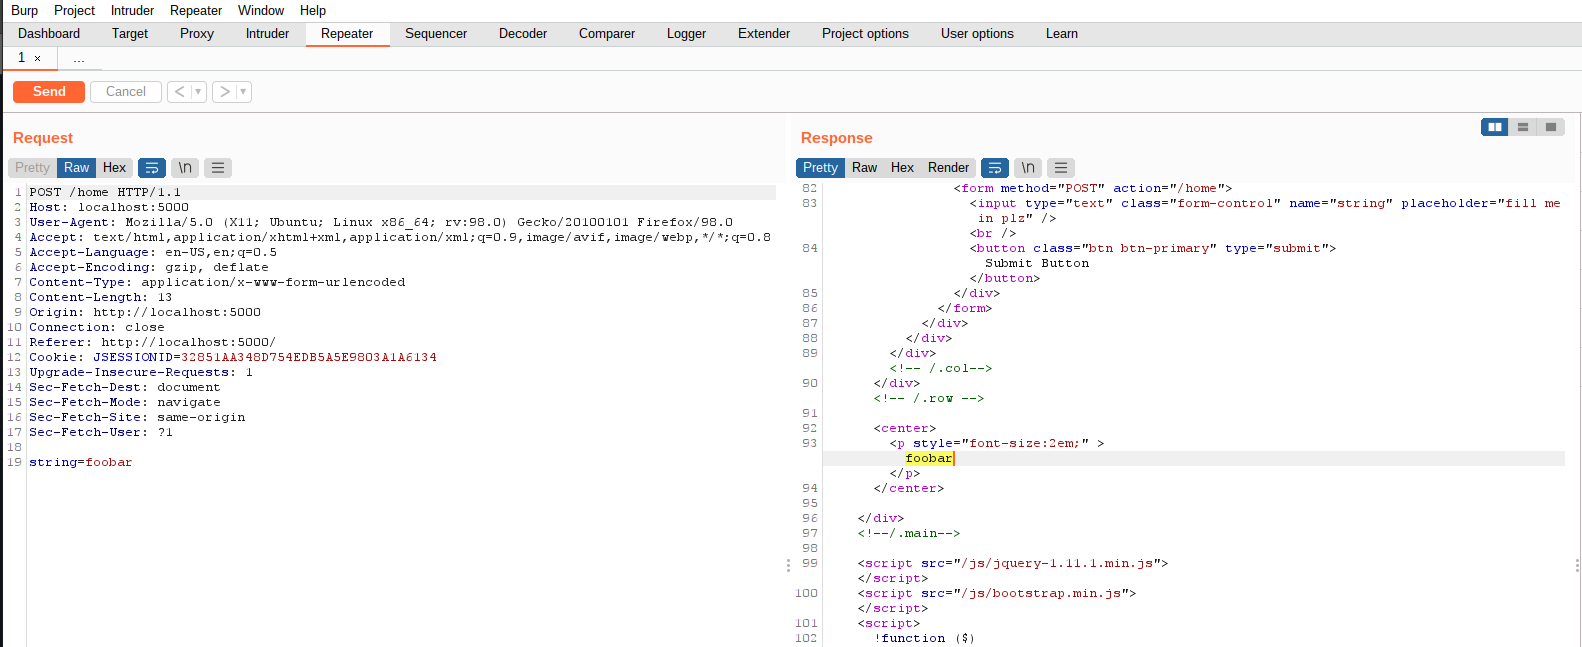 Burp Project Intruder Repeater Window Help
Dashboard Target Proxy Intruder Repeater Sequencer Decoder Comparer Logger Extender Project options User options Learn
1 × ...
Send Cancel < ▾ > ▾
Request
Pretty Raw Hex \n
1 POST /home HTTP/1.1
2 Host: localhost:5000
3 User-Agent: Mozilla/5.0 (X11; Ubuntu; Linux x86_64; rv:98.0) Gecko/20100101 Firefox/98.0
4 Accept: text/html,application/xhtml+xml,application/xml;q=0.9,image/avif,image/webp,*/*;q=0.8
5 Accept-Language: en-US,en;q=0.5
6 Accept-Encoding: gzip, deflate
7 Content-Type: application/x-www-form-urlencoded
8 Content-Length: 13
9 Origin: http://localhost:5000
10 Connection: close
11 Referer: http://localhost:5000/
12 Cookie: JSESSIONID=32851AA348D754EDB5A5E9803A1A6134
13 Upgrade-Insecure-Requests: 1
14 Sec-Fetch-Dest: document
15 Sec-Fetch-Mode: navigate
16 Sec-Fetch-Site: same-origin
17 Sec-Fetch-User: ?1
18
19 string=foobar
Response
Pretty Raw Hex Render \n
82 <form method="POST" action="/home">
83 <input type="text" class="form-control" name="string" placeholder="fill me
in plz" />
<br />
84 <button class="btn btn-primary" type="submit">
Submit Button
</button>
85 </div>
86 </form>
87 </div>
88 </div>
89 </div>
<!-- /.col-->
90 </div>
<!-- /.row -->
91
92 <center>
93 <p style="font-size:2em;" >
foobar
</p>
94 </center>
95
96 </div>
97 <!--/.main-->
98
99 <script src="/js/jquery-1.11.1.min.js">
</script>
100 <script src="/js/bootstrap.min.js">
</script>
101 <script>
102 !function ($)